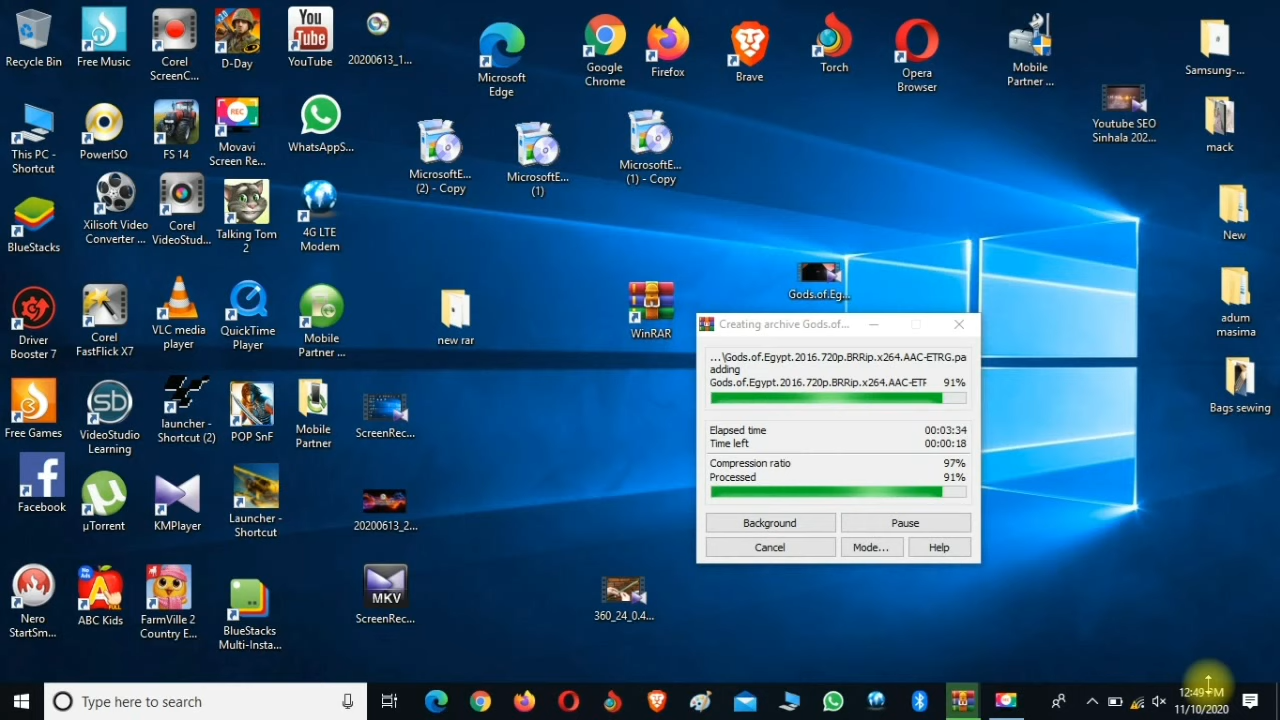 Recycle Bin
Free Music
Corel
ScreenC...
D-Day
You
Tube
YouTube
20200613_1...
Microsoft
Edge
Google
Chrome
Firefox
Brave
Torch
Opera
Browser
Mobile
Partner ...
Samsung-...
This PC -
Shortcut
PowerISO
FS 14
REC
Movavi
Screen Re...
WhatsAppS...
MicrosoftE...
(2) - Copy
MicrosoftE...
(1)
MicrosoftE...
(1) - Copy
Youtube SEO
Sinhala 202...
mack
BlueStacks
Xilisoft Video
Converter ...
Corel
VideoStud...
Talking Tom
2
4G LTE
Modem
New
Driver
Booster 7
Corel
FastFlick X7
VLC media
player
QuickTime
Player
Mobile
Partner ...
new rar
WinRAR
Gods.of.Eg...
adum
masima
Creating archive Gods.of...
...\Gods.of.Egypt.2016.720p.BRRip.x264.AAC-ETRG.pa
adding
Gods.of.Egypt.2016.720p.BRRip.x264.AAC-ETF 91%
Elapsed time 00:03:34
Time left 00:00:18
Compression ratio 97%
Processed 91%
Background Pause
Cancel Mode... Help
Free Games
sb
VideoStudio
Learning
launcher -
Shortcut (2)
POP SnF
Mobile
Partner
ScreenRec...
Bags sewing
Facebook
µTorrent
KMPlayer
Launcher -
Shortcut
20200613_2...
Nero
StartSm...
No Ads
A
FULL
ABC Kids
FarmVille 2
Country E...
BlueStacks
Multi-Insta...
MKV
ScreenRec...
360_24_0.4...
Type here to search
12:49 PM
11/10/2020